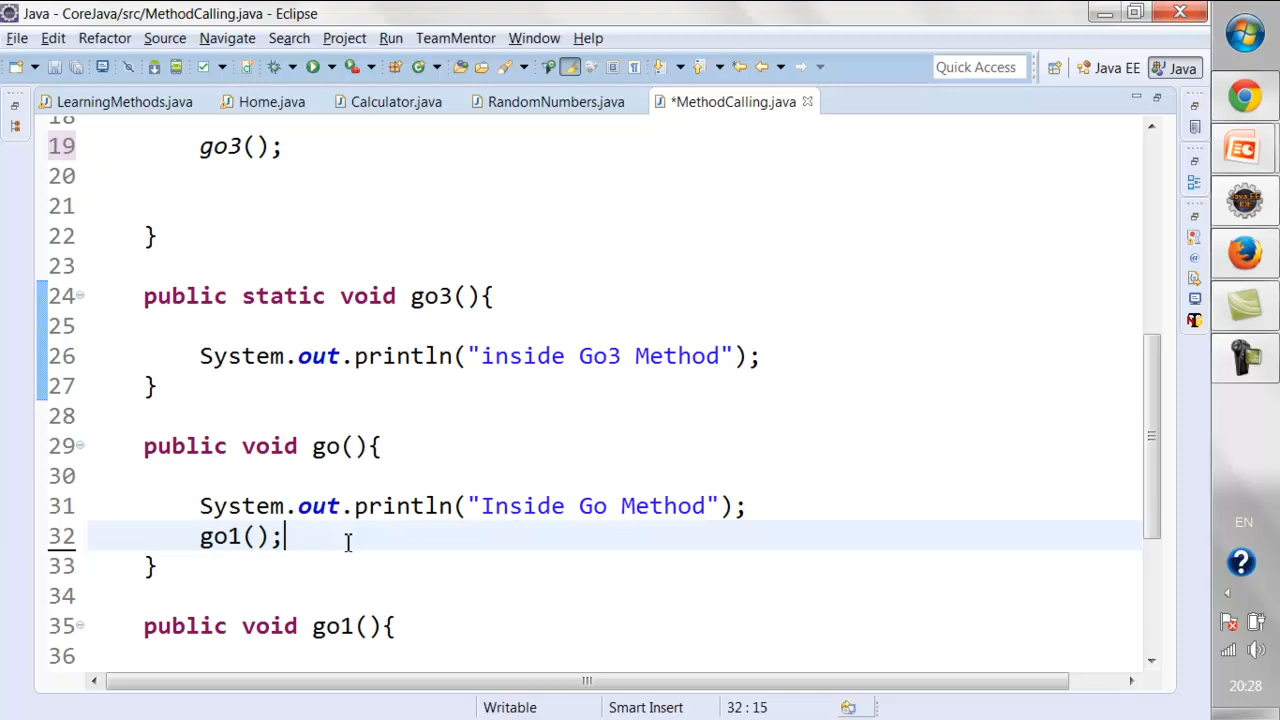 Java - CoreJava/src/MethodCalling.java - Eclipse
File Edit Refactor Source Navigate Search Project Run TeamMentor Window Help
Quick Access Java EE Java
LearningMethods.java Home.java Calculator.java RandomNumbers.java *MethodCalling.java
18
19 go3();
20
21
22 }
23
24 public static void go3(){
25
26 System.out.println("inside Go3 Method");
27 }
28
29 public void go(){
30
31 System.out.println("Inside Go Method");
32 go1();
33 }
34
35 public void go1(){
36
Writable Smart Insert 32 : 15
EN
20:28